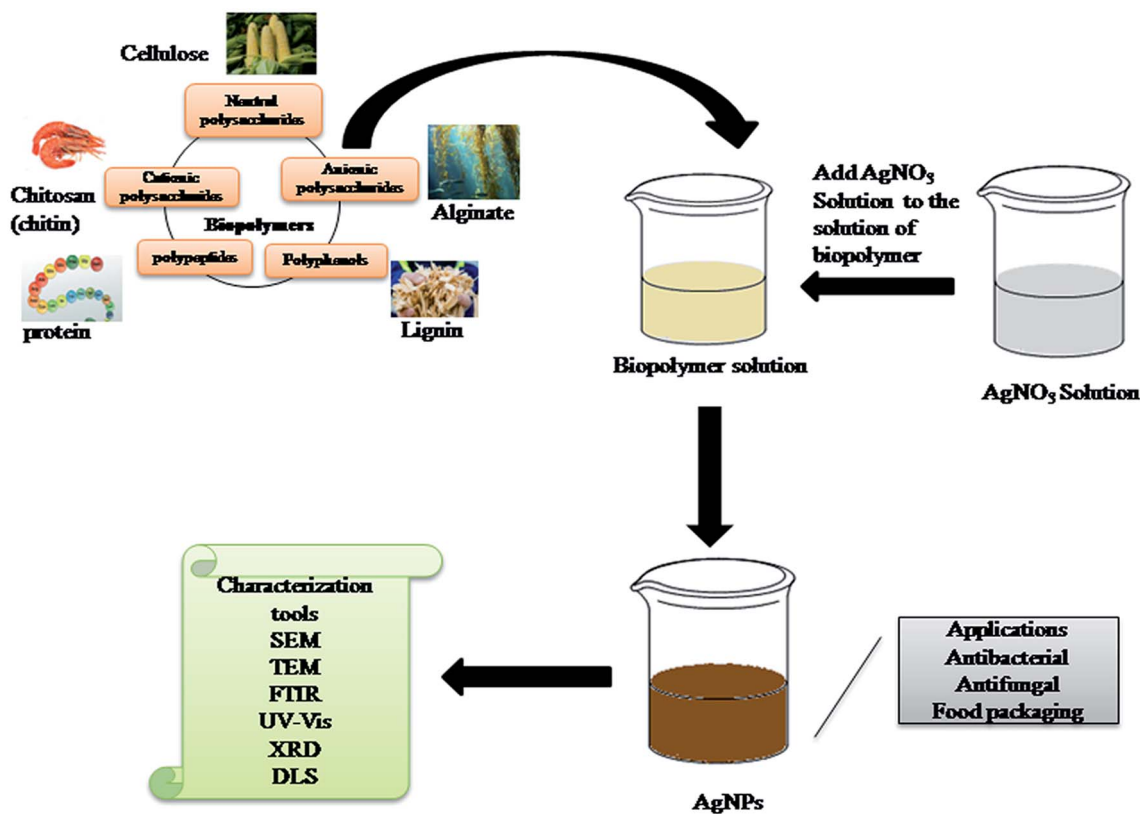 Cellulose
Neutral
polysaccharides
Cationic
polysaccharides
Anionic
polysaccharides
Chitosan
(chitin)
Alginate
Biopolymers
polypeptides
Polyphenols
protein
Lignin
Add AgNO₃
Solution to the
solution of
biopolymer
Biopolymer solution
AgNO₃ Solution
Characterization
tools
SEM
TEM
FTIR
UV-Vis
XRD
DLS
AgNPs
Applications
Antibacterial
Antifungal
Food packaging